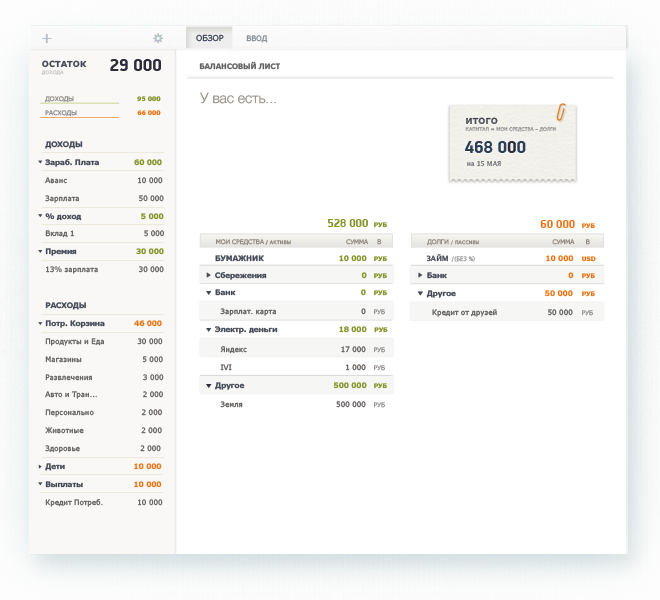 ОБЗОР ВВОД
ОСТАТОК 29 000
ДОХОДА
ДОХОДЫ 95 000
РАСХОДЫ 66 000
ДОХОДЫ
Зараб. Плата 60 000
Аванс 10 000
Зарплата 50 000
% доход 5 000
Вклад 1 5 000
Премия 30 000
13% зарплата 30 000
РАСХОДЫ
Потр. Корзина 46 000
Продукты и Еда 30 000
Магазины 5 000
Развлечения 3 000
Авто и Тран... 2 000
Персонально 2 000
Животные 2 000
Здоровье 2 000
Дети 10 000
Выплаты 10 000
Кредит Потреб. 10 000
БАЛАНСОВЫЙ ЛИСТ
У вас есть...
ИТОГО
КАПИТАЛ = МОИ СРЕДСТВА – ДОЛГИ
468 000
на 15 МАЯ
528 000 РУБ
МОИ СРЕДСТВА / АКТИВЫ СУММА В
БУМАЖНИК 10 000 РУБ
Сбережения 0 РУБ
Банк 0 РУБ
Зарплат. карта 0 РУБ
Электр. деньги 18 000 РУБ
Яндекс 17 000 РУБ
IVI 1 000 РУБ
Другое 500 000 РУБ
Земля 500 000 РУБ
60 000 РУБ
ДОЛГИ / ПАССИВЫ СУММА В
ЗАЙМ /(БЕЗ %) 10 000 USD
Банк 0 РУБ
Другое 50 000 РУБ
Кредит от друзей 50 000 РУБ